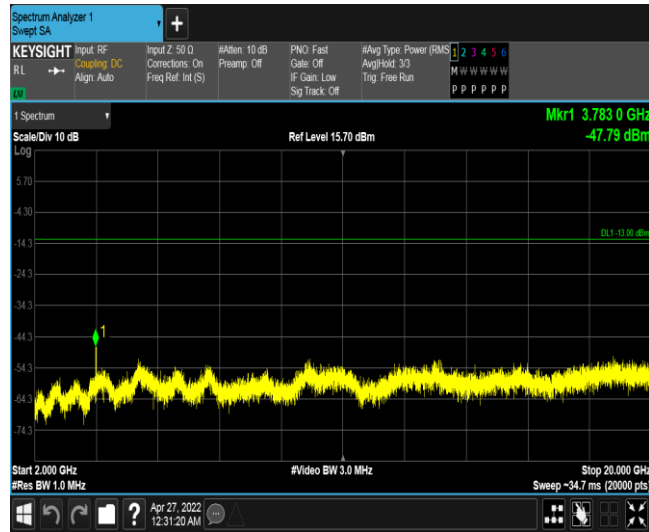 Spectrum Analyzer 1
Swept SA
KEYSIGHT Input: RF Input Z: 50 Ω #Atten: 10 dB PNO: Fast #Avg Type: Power (RMS 1 2 3 4 5 6
RL Coupling: DC Corrections: On Preamp: Off Gate: Off Avg|Hold: 3/3 M W W W W W
Align: Auto Freq Ref: Int (S) IF Gain: Low Trig: Free Run
Sig Track: Off P P P P P P
1 Spectrum Mkr1 3.783 0 GHz
Scale/Div 10 dB Ref Level 15.70 dBm -47.79 dBm
Log
5.70
-4.30
DL1 -13.00 dBm
-14.3
-24.3
-34.3
1
-44.3
-54.3
-64.3
-74.3
Start 2.000 GHz #Video BW 3.0 MHz Stop 20.000 GHz
#Res BW 1.0 MHz Sweep ~34.7 ms (20000 pts)
? Apr 27, 2022
12:31:20 AM